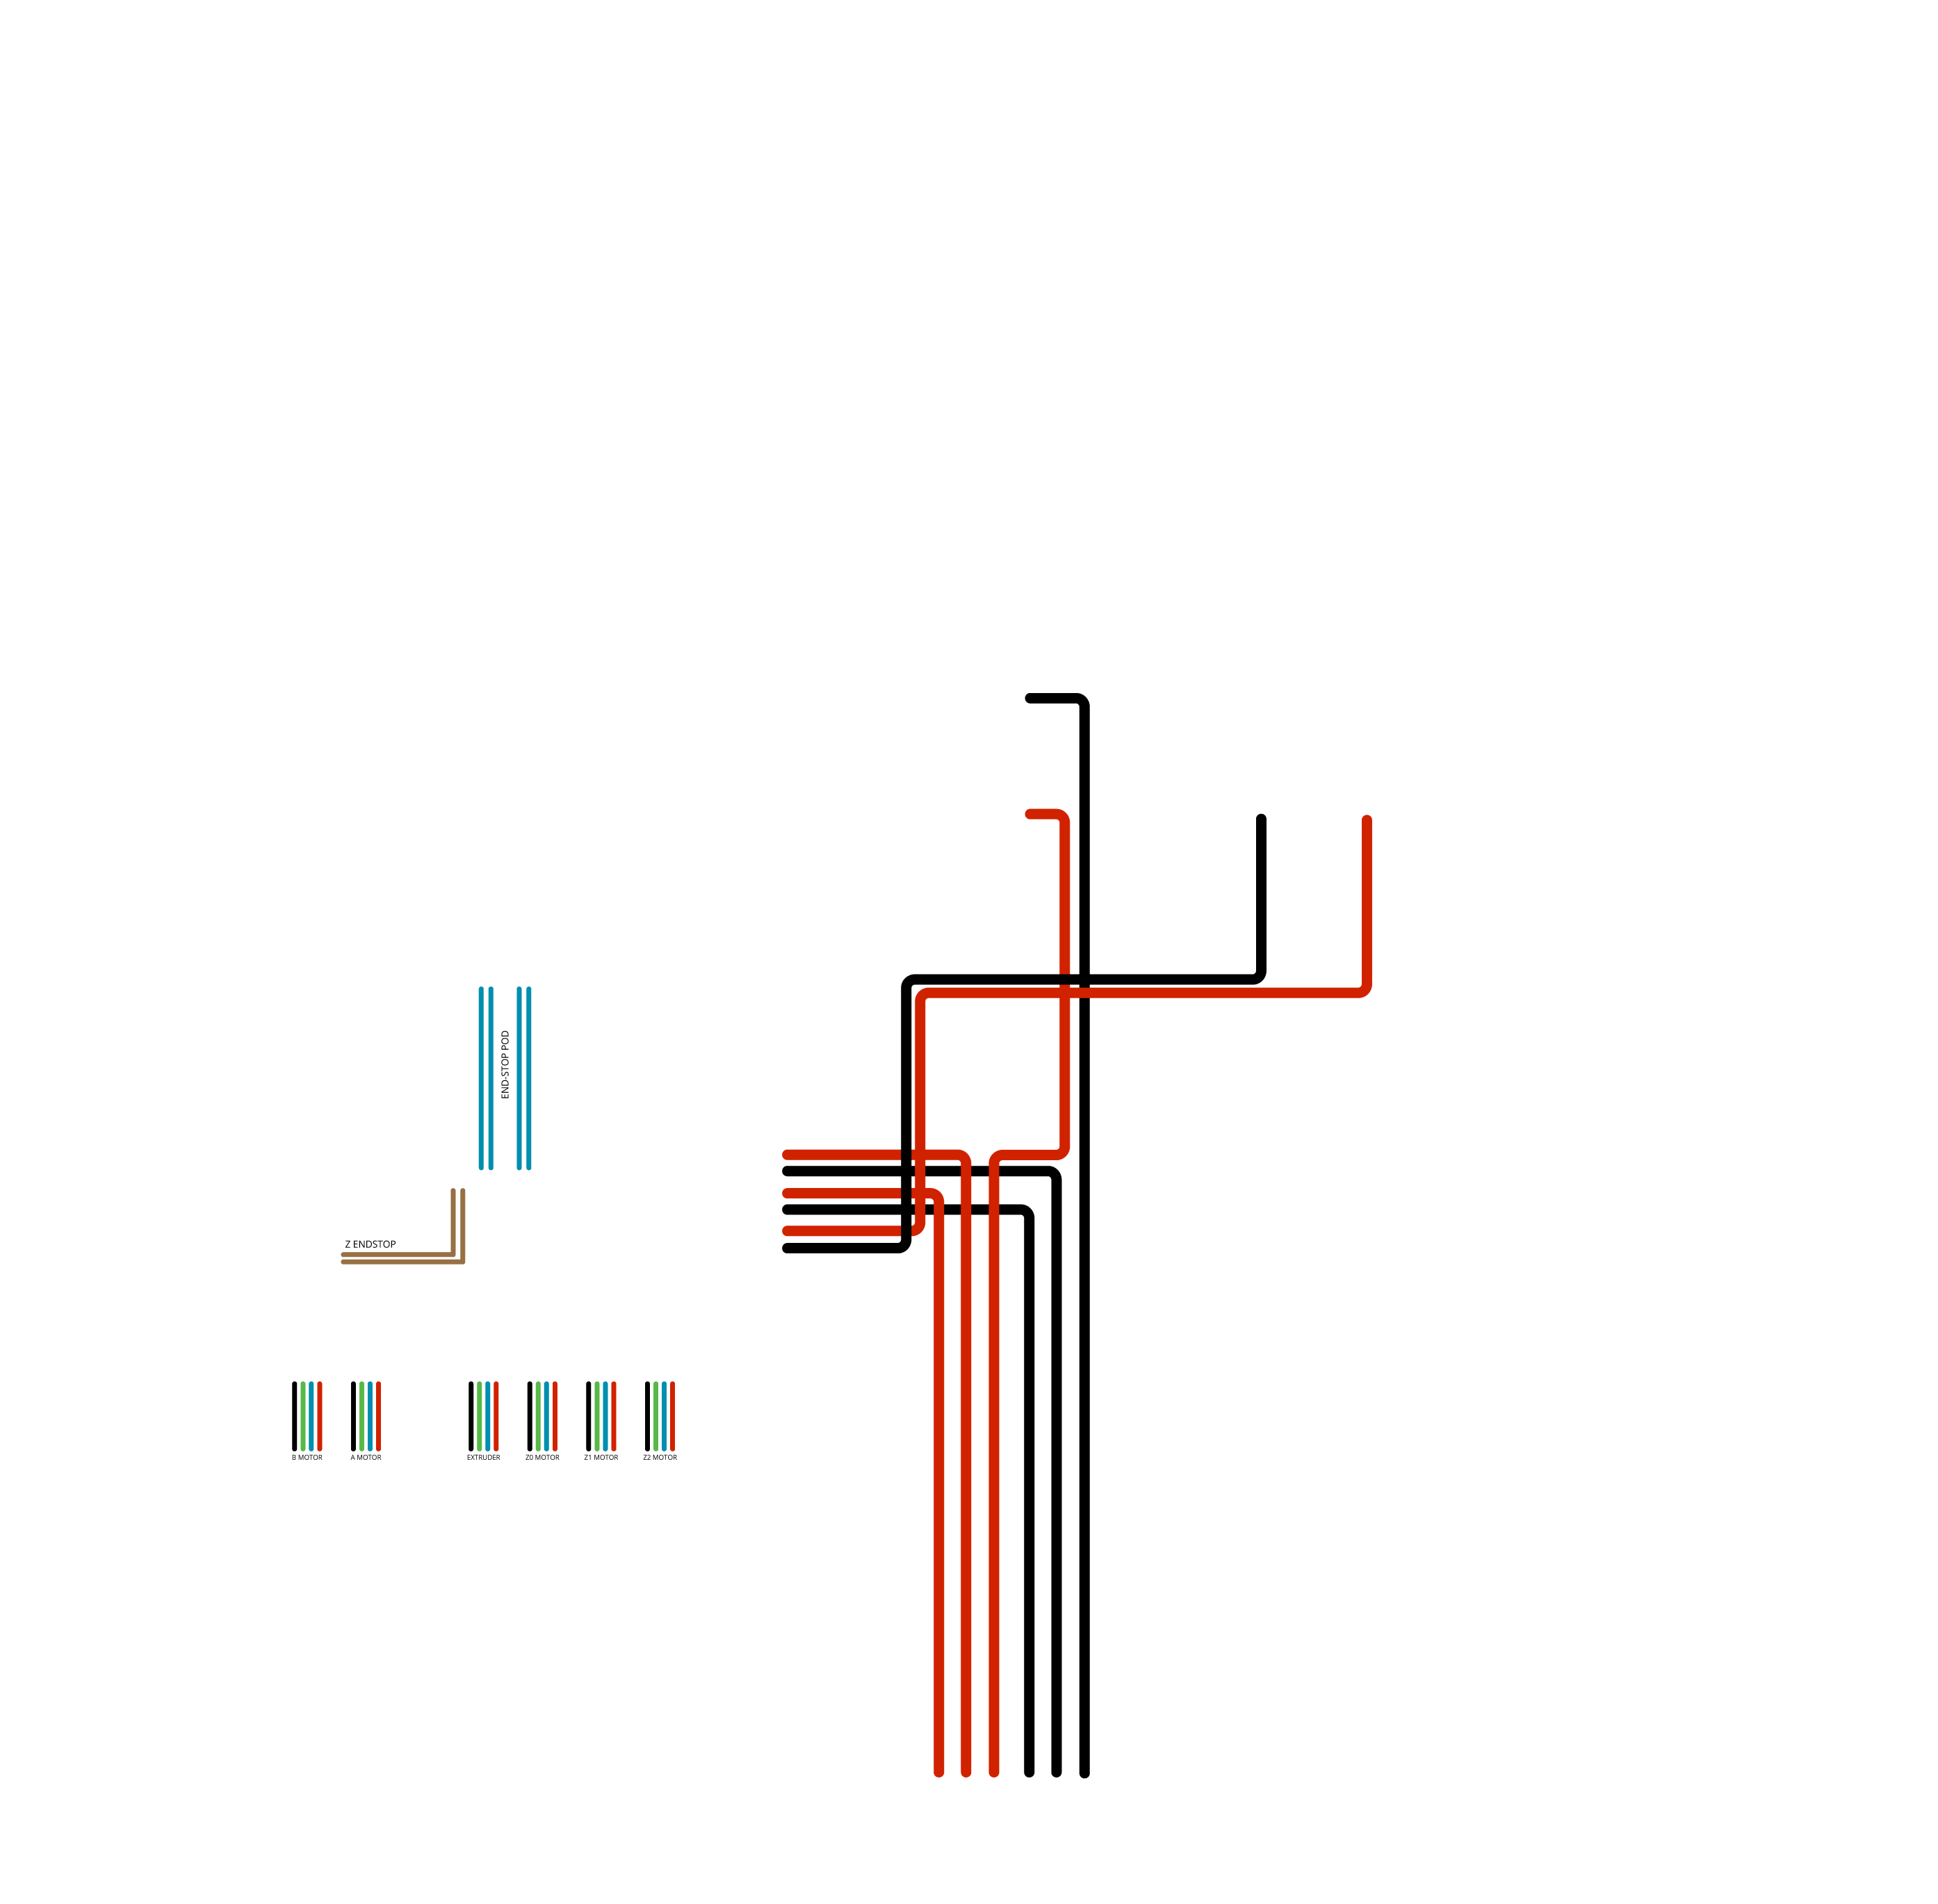 END-STOP POD
Z ENDSTOP
B MOTOR
A MOTOR
EXTRUDER
Z0 MOTOR
Z1 MOTOR
Z2 MOTOR